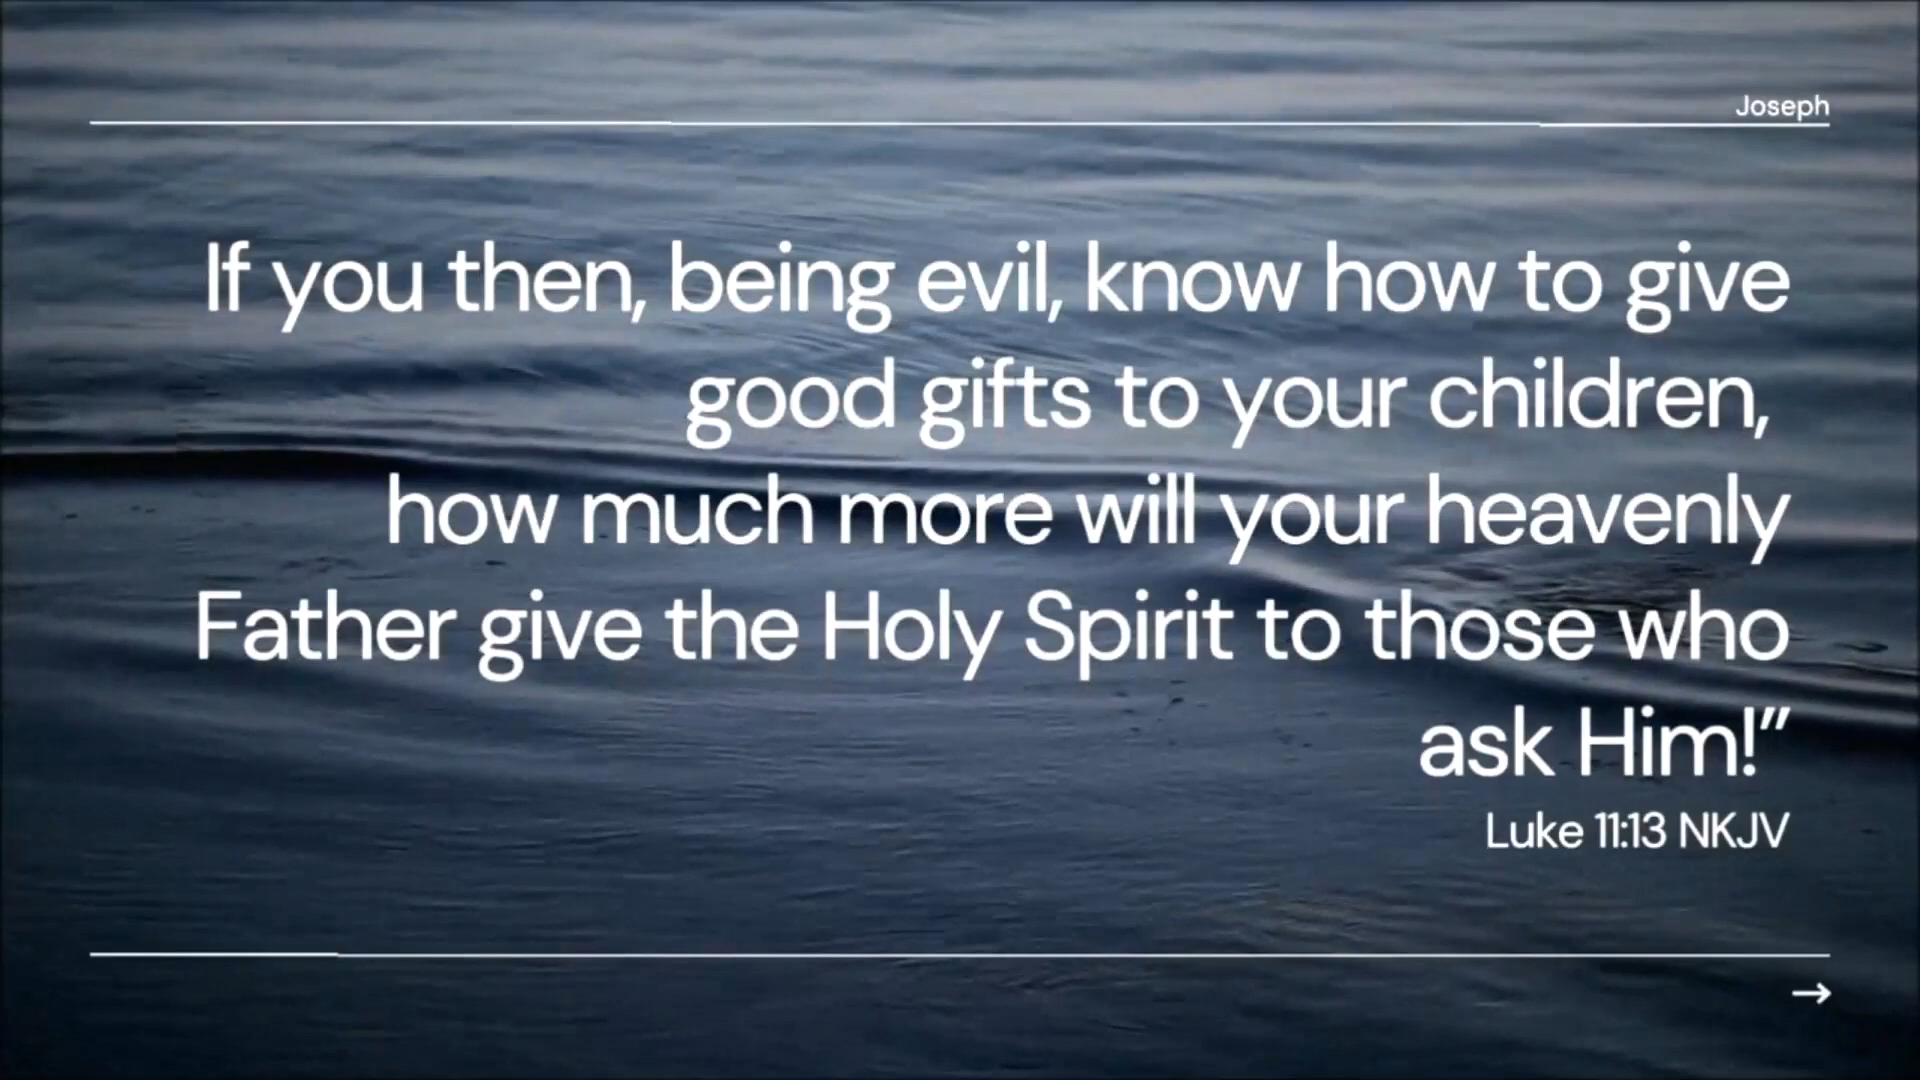 Joseph
If you then, being evil, know how to give
good gifts to your children,
how much more will your heavenly
Father give the Holy Spirit to those who
ask Him!”
Luke 11:13 NKJV
→